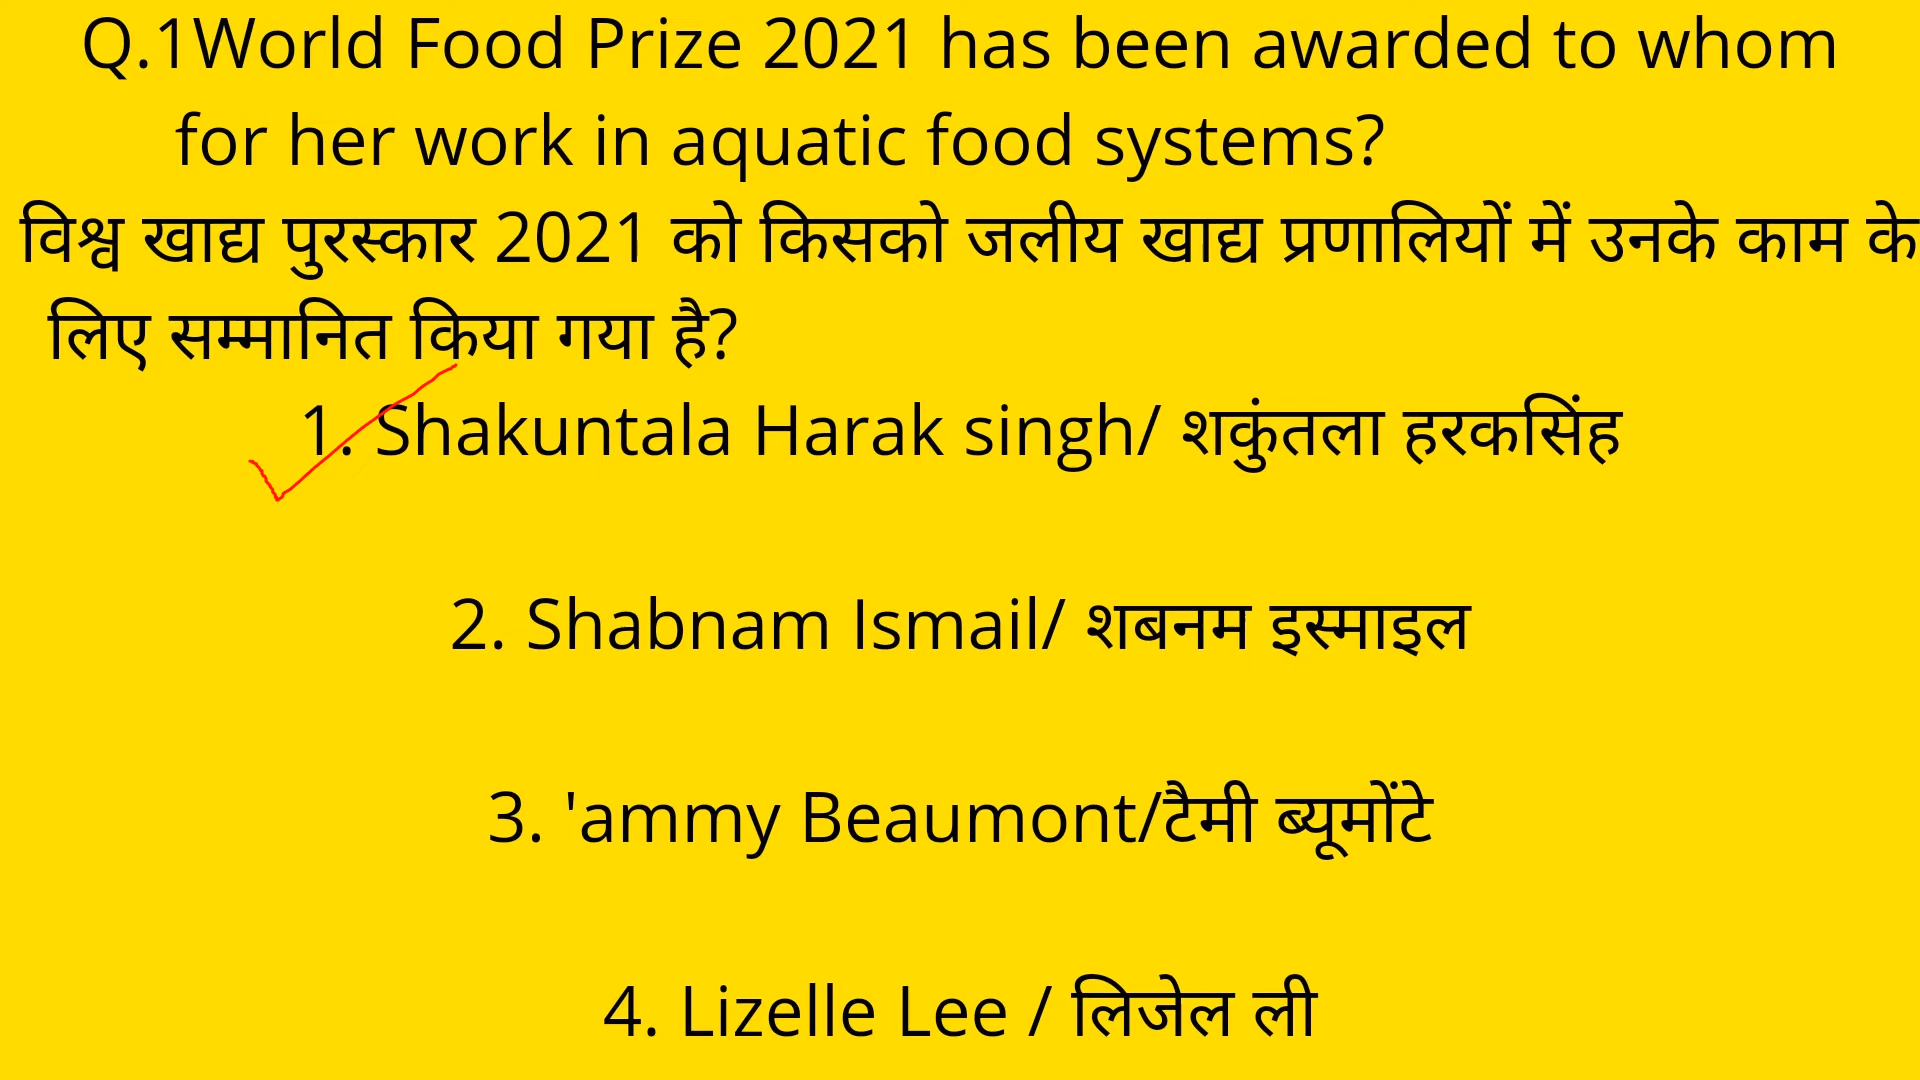 Q.1World Food Prize 2021 has been awarded to whom
for her work in aquatic food systems?
विश्व खाद्य पुरस्कार 2021 को किसको जलीय खाद्य प्रणालियों में उनके काम के
लिए सम्मानित किया गया है?
1. Shakuntala Harak singh/ शकुंतला हरकसिंह
2. Shabnam Ismail/ शबनम इस्माइल
3. 'ammy Beaumont/टैमी ब्यूमोंटे
4. Lizelle Lee / लिजेल ली